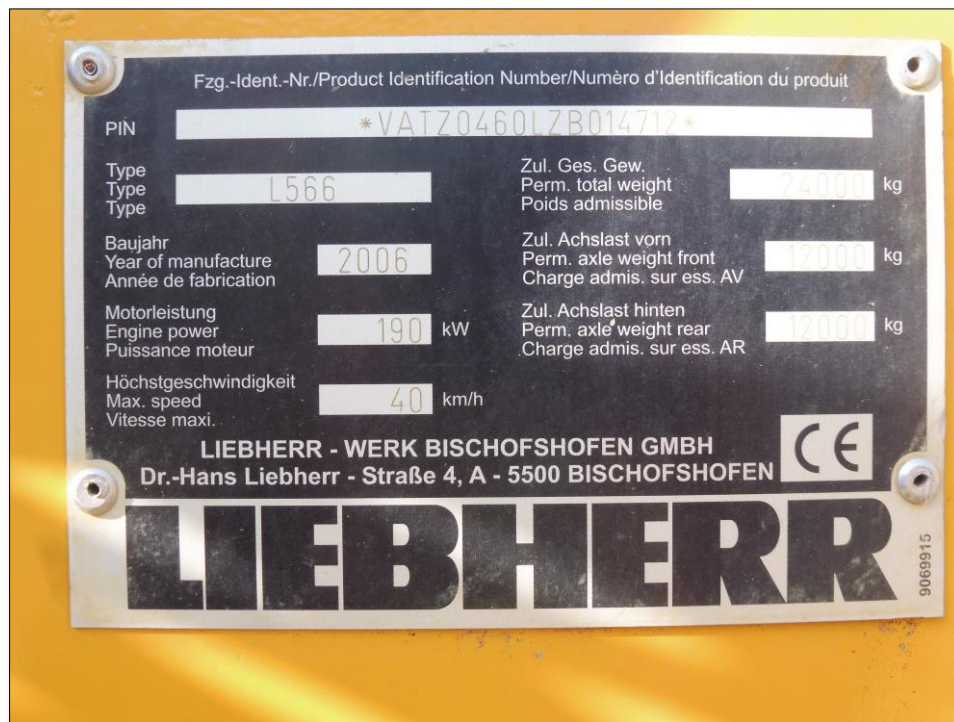 Fzg.-Ident.-Nr./Product Identification Number/Numèro d'Identification du produit
PIN *VATZ0460LZB014712*
Type
Type L566
Type
Baujahr
Year of manufacture 2006
Année de fabrication
Motorleistung
Engine power 190 kW
Puissance moteur
Höchstgeschwindigkeit
Max. speed 40 km/h
Vitesse maxi.
Zul. Ges. Gew.
Perm. total weight 24000 kg
Poids admissible
Zul. Achslast vorn
Perm. axle weight front 12000 kg
Charge admis. sur ess. AV
Zul. Achslast hinten
Perm. axle weight rear 12000 kg
Charge admis. sur ess. AR
LIEBHERR - WERK BISCHOFSHOFEN GMBH
Dr.-Hans Liebherr - Straße 4, A - 5500 BISCHOFSHOFEN
CE
LIEBHERR
9069915